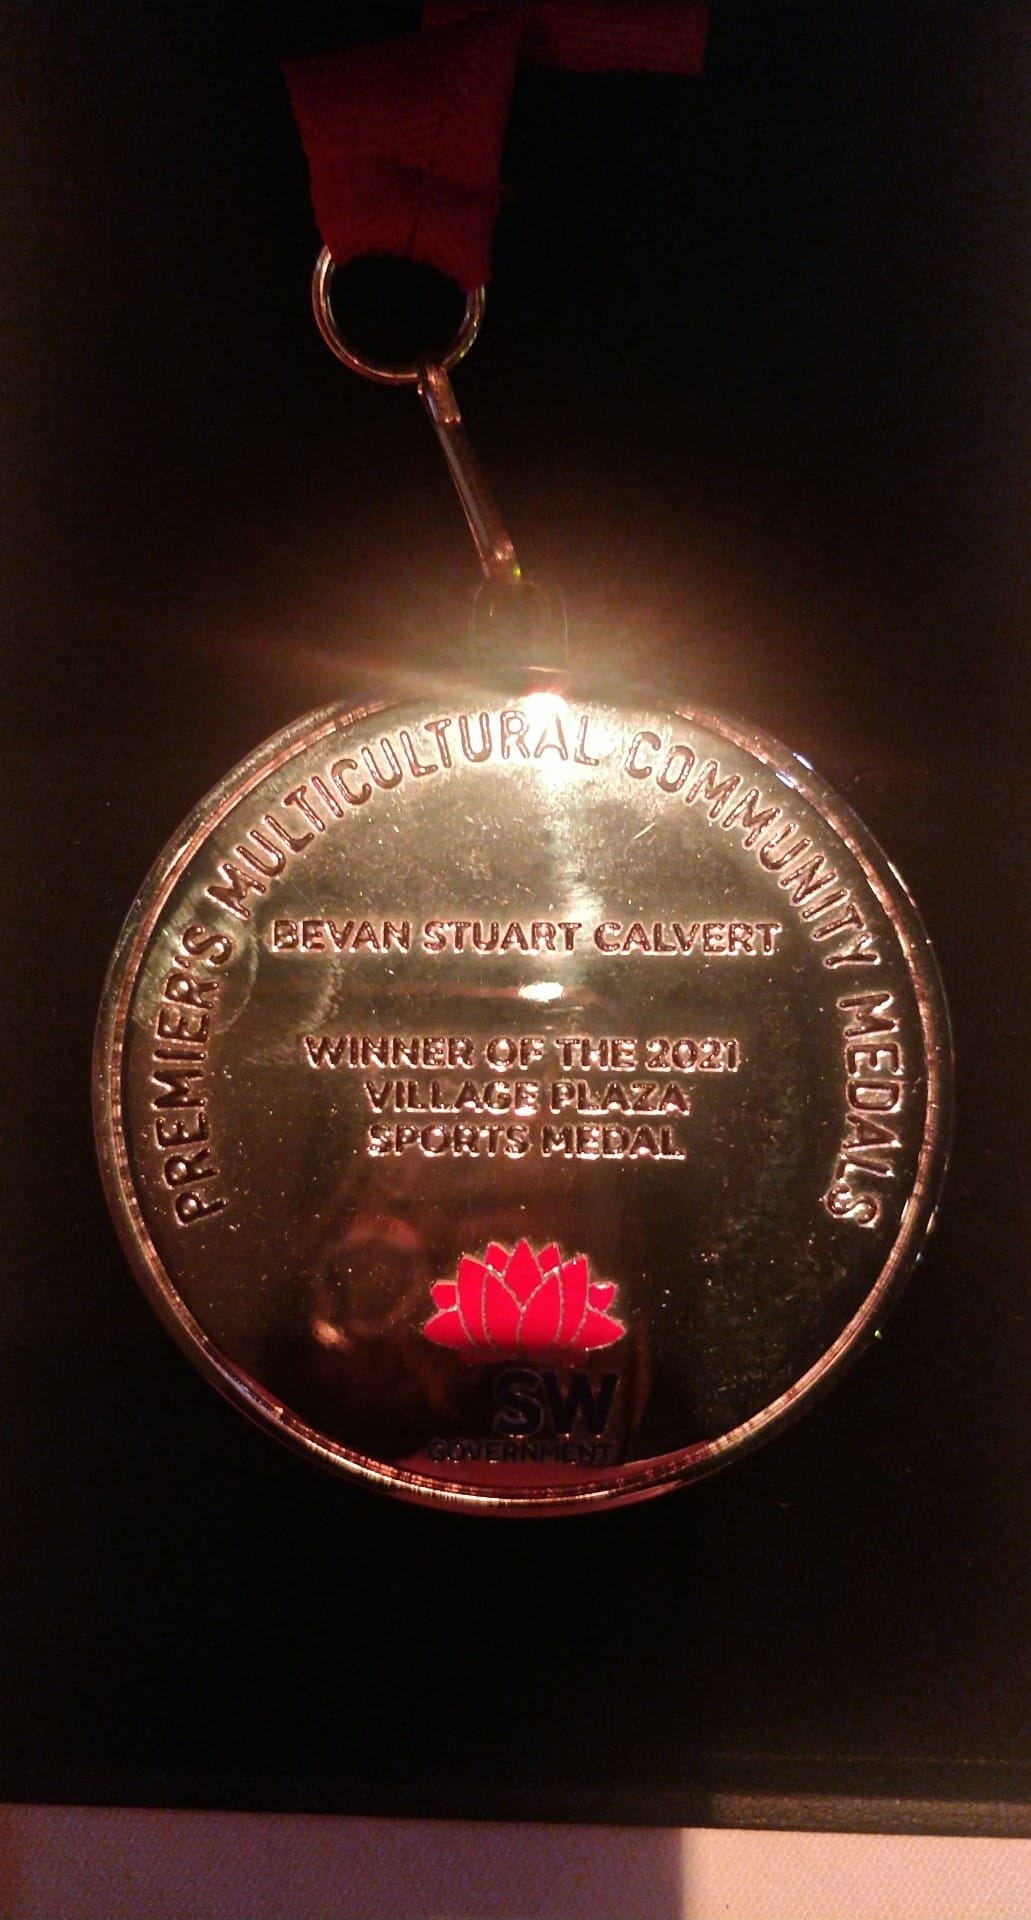 PREMIER'S MULTICULTURAL COMMUNITY MEDALS
BEVAN STUART CALVERT
WINNER OF THE 2021
VILLAGE PLAZA
SPORTS MEDAL
SW
GOVERNMENT